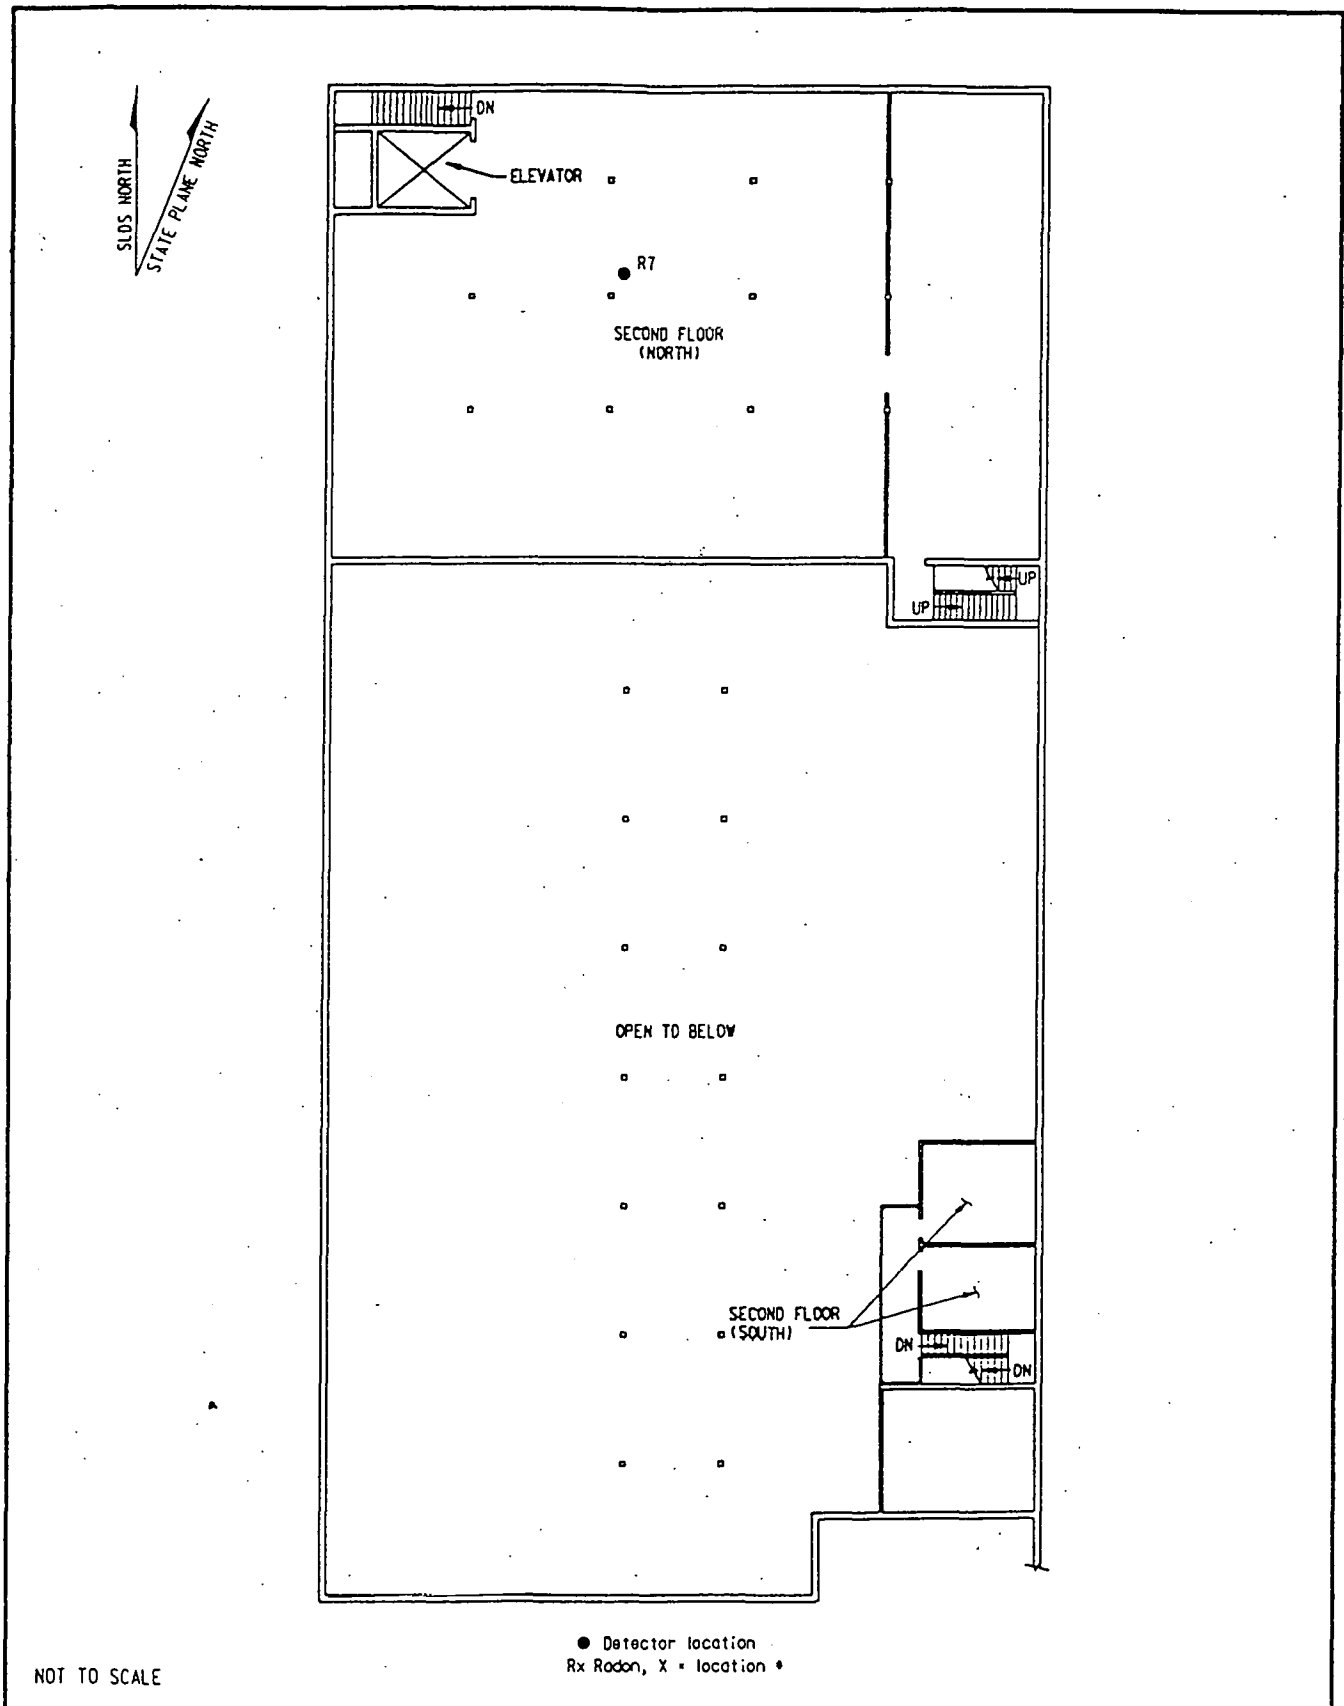 DN
ELEVATOR
SLDS NORTH
STATE PLANE NORTH
R7
SECOND FLOOR
(NORTH)
UP
UP
OPEN TO BELOW
SECOND FLOOR
(SOUTH)
DN
DN
● Detector location
Rx Radon, X = location #
NOT TO SCALE